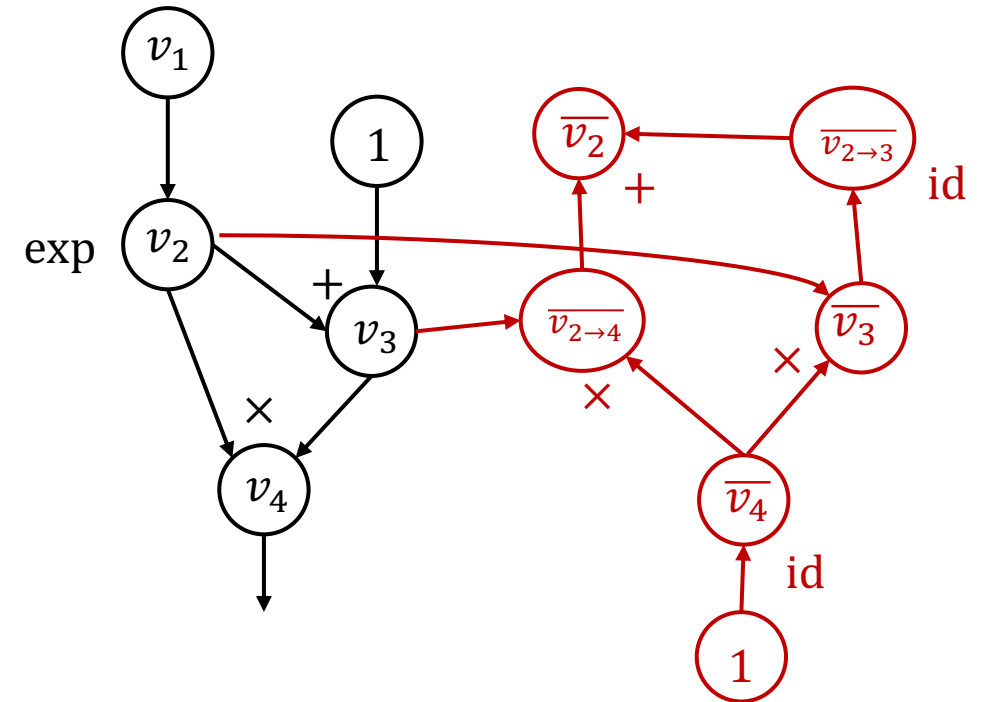 v₁
1
exp
v₂
+
v₃
×
v₄
v̅₂
+
v̅₂→₃
id
v̅₂→₄
×
v̅₃
×
v̅₄
id
1